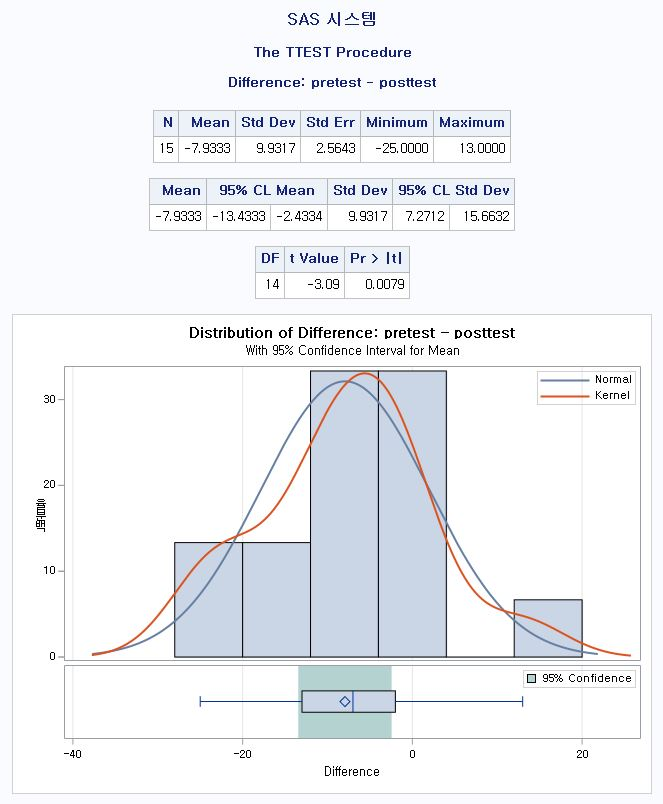 SAS 시스템
The TTEST Procedure
Difference: pretest - posttest
N Mean Std Dev Std Err Minimum Maximum
15 -7.9333 9.9317 2.5643 -25.0000 13.0000
Mean 95% CL Mean Std Dev 95% CL Std Dev
-7.9333 -13.4333 -2.4334 9.9317 7.2712 15.6632
DF t Value Pr > |t|
14 -3.09 0.0079
Distribution of Difference: pretest - posttest
With 95% Confidence Interval for Mean
Normal
Kernel
30
20
10
0
백분율
95% Confidence
-40 -20 0 20
Difference